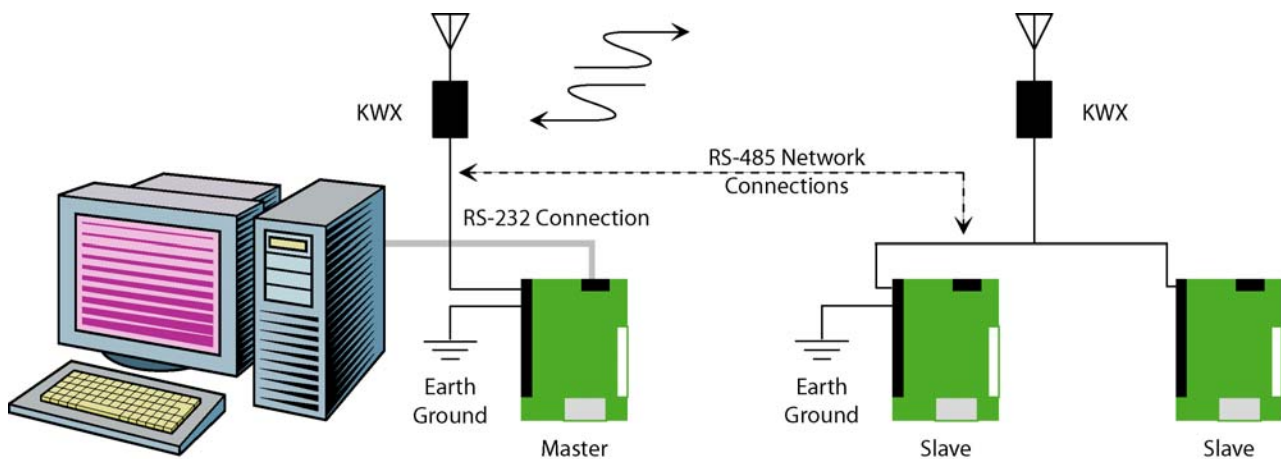 KWX
KWX
RS-485 Network
Connections
RS-232 Connection
Earth
Ground
Master
Earth
Ground
Slave
Slave